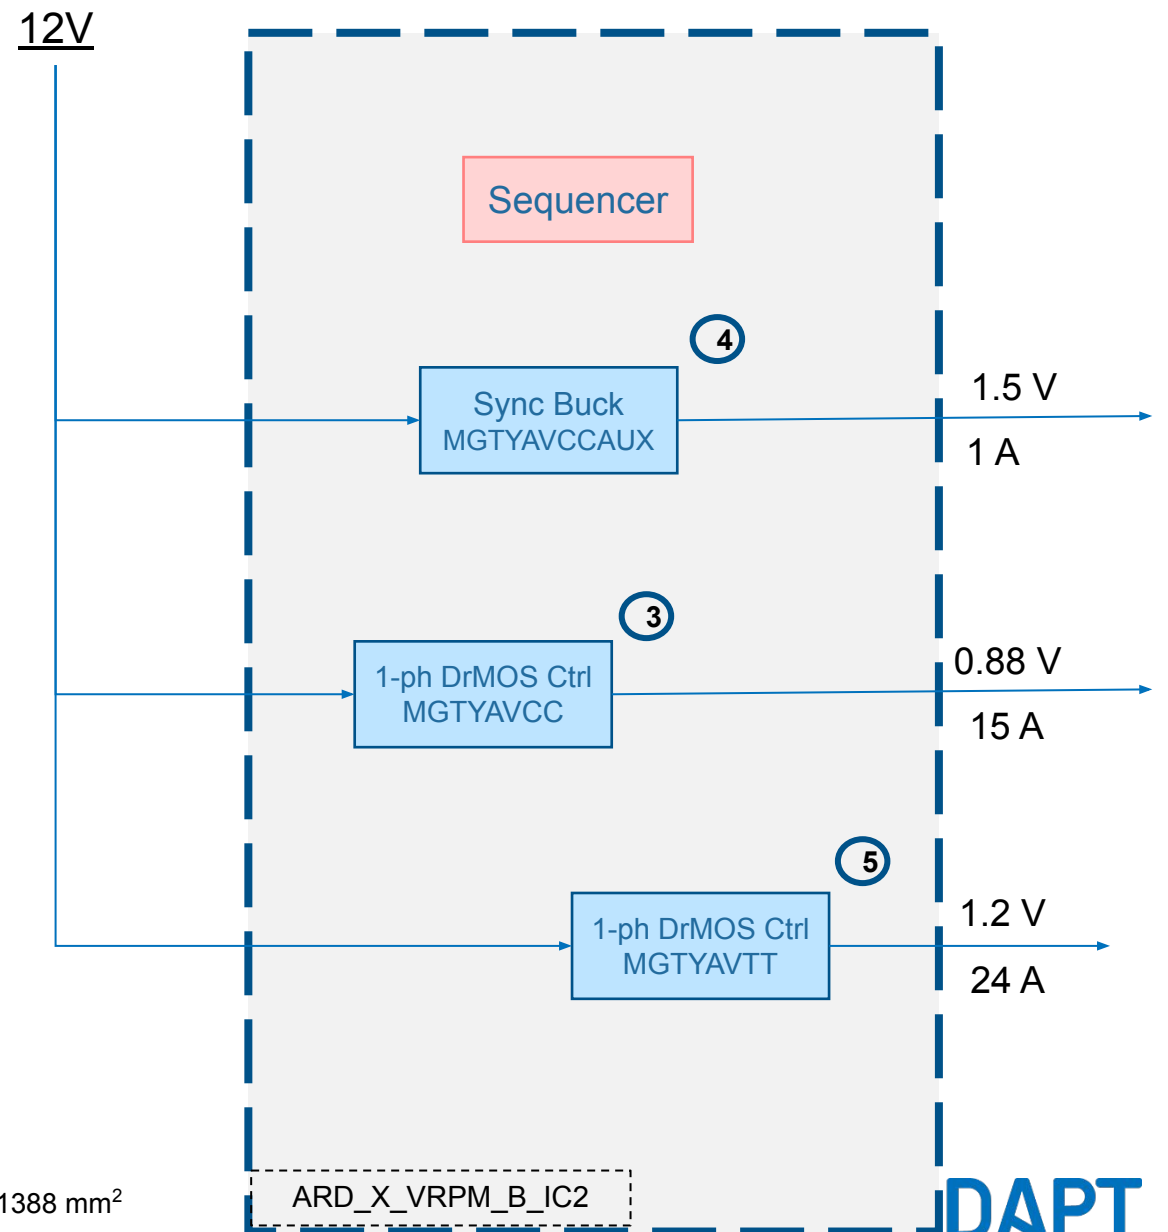 12V
Sequencer
4
Sync Buck
MGTYAVCCAUX
1.5 V
1 A
3
1-ph DrMOS Ctrl
MGTYAVCC
0.88 V
15 A
5
1-ph DrMOS Ctrl
MGTYAVTT
1.2 V
24 A
1388 mm²
ARD_X_VRPM_B_IC2
DAPT